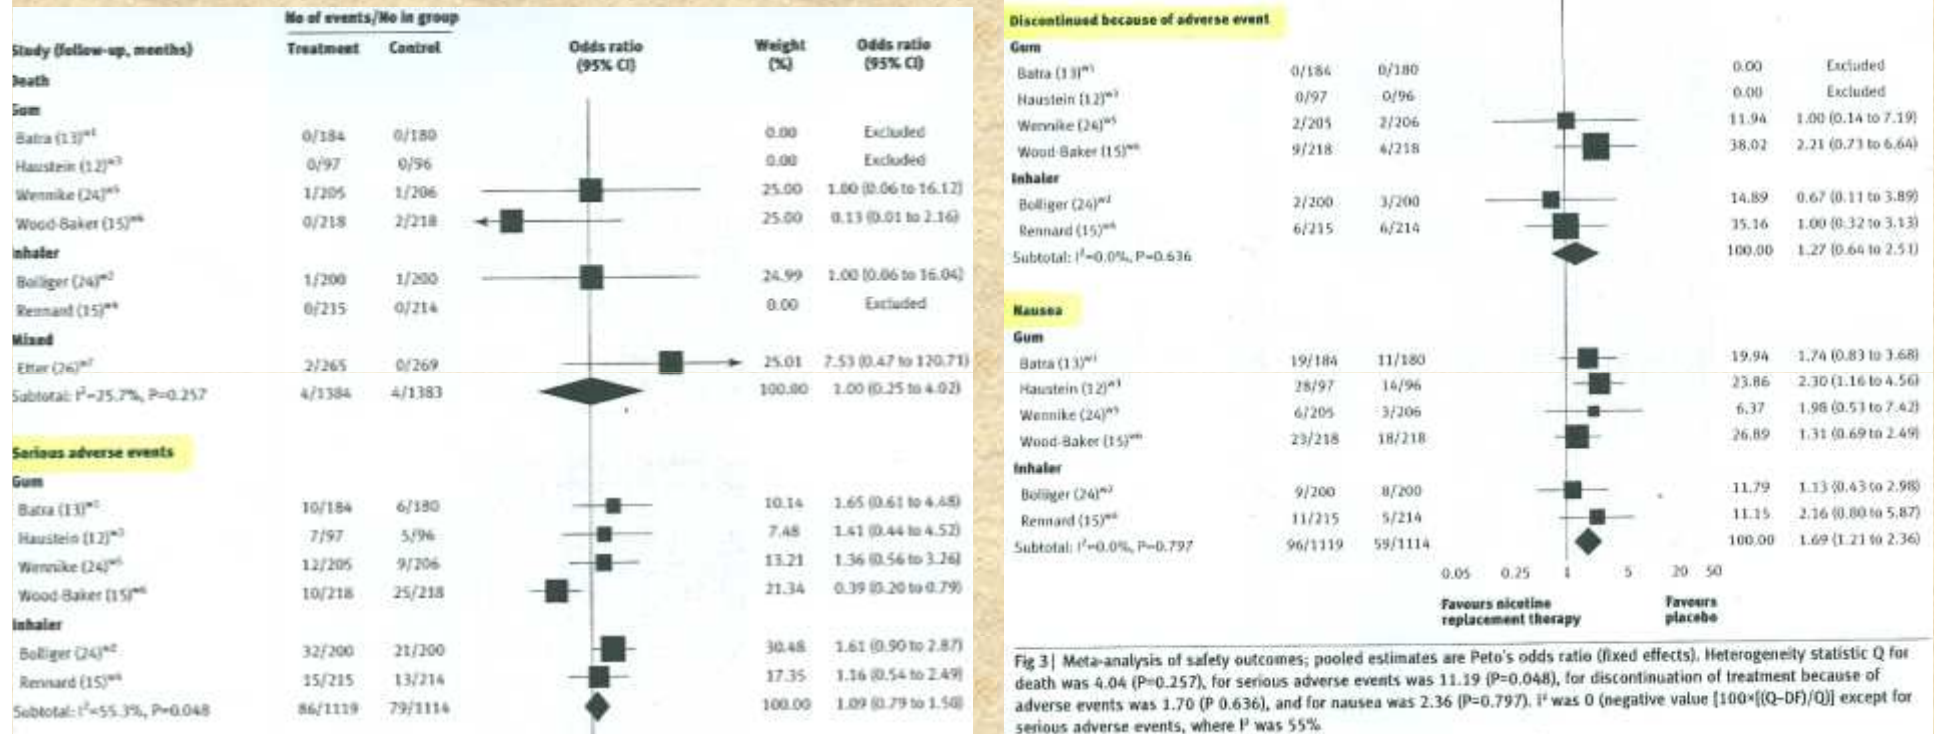 No of events/No in group
Study (follow-up, months) Treatment Control Odds ratio (95% CI) Weight (%) Odds ratio (95% CI)
Death
Gum
Batra (13)w1 0/184 0/180 0.00 Excluded
Haustein (12)w3 0/97 0/96 0.00 Excluded
Wennike (24)w5 1/205 1/206 25.00 1.00 (0.06 to 16.12)
Wood-Baker (15)w6 0/218 2/218 25.00 0.13 (0.01 to 2.16)
Inhaler
Bolliger (24)w2 1/200 1/200 24.99 1.00 (0.06 to 16.04)
Rennard (15)w4 0/215 0/214 0.00 Excluded
Mixed
Etter (26)w7 2/265 0/269 25.01 7.53 (0.47 to 120.71)
Subtotal: I²=25.7%, P=0.257 4/1384 4/1383 100.00 1.00 (0.25 to 4.02)
Serious adverse events
Gum
Batra (13)w1 10/184 6/180 10.14 1.65 (0.61 to 4.48)
Haustein (12)w3 7/97 5/96 7.48 1.41 (0.44 to 4.52)
Wennike (24)w5 12/205 9/206 13.21 1.36 (0.56 to 3.26)
Wood-Baker (15)w6 10/218 25/218 21.34 0.39 (0.20 to 0.79)
Inhaler
Bolliger (24)w2 32/200 21/200 30.48 1.61 (0.90 to 2.87)
Rennard (15)w4 15/215 13/214 17.35 1.16 (0.54 to 2.49)
Subtotal: I²=55.3%, P=0.048 86/1119 79/1114 100.00 1.09 (0.79 to 1.50)
Discontinued because of adverse event
Gum
Batra (13)w1 0/184 0/180 0.00 Excluded
Haustein (12)w3 0/97 0/96 0.00 Excluded
Wennike (24)w5 2/205 2/206 11.94 1.00 (0.14 to 7.19)
Wood-Baker (15)w6 9/218 4/218 38.02 2.21 (0.73 to 6.64)
Inhaler
Bolliger (24)w2 2/200 3/200 14.89 0.67 (0.11 to 3.89)
Rennard (15)w4 6/215 6/214 35.16 1.00 (0.32 to 3.13)
Subtotal: I²=0.0%, P=0.636 100.00 1.27 (0.64 to 2.51)
Nausea
Gum
Batra (13)w1 19/184 11/180 19.94 1.74 (0.83 to 3.68)
Haustein (12)w3 28/97 14/96 23.86 2.30 (1.16 to 4.56)
Wennike (24)w5 6/205 3/206 6.37 1.98 (0.53 to 7.42)
Wood-Baker (15)w6 23/218 18/218 26.89 1.31 (0.69 to 2.49)
Inhaler
Bolliger (24)w2 9/200 8/200 11.79 1.13 (0.43 to 2.98)
Rennard (15)w4 11/215 5/214 11.15 2.16 (0.80 to 5.87)
Subtotal: I²=0.0%, P=0.797 96/1119 59/1114 100.00 1.69 (1.21 to 2.36)
0.05 0.25 1 5 20 50
Favours nicotine replacement therapy Favours placebo
Fig 3| Meta-analysis of safety outcomes; pooled estimates are Peto's odds ratio (fixed effects). Heterogeneity statistic Q for
death was 4.04 (P=0.257), for serious adverse events was 11.19 (P=0.048), for discontinuation of treatment because of
adverse events was 1.70 (P 0.636), and for nausea was 2.36 (P=0.797). I² was 0 (negative value [100×[(Q–DF)/Q)] except for
serious adverse events, where I² was 55%